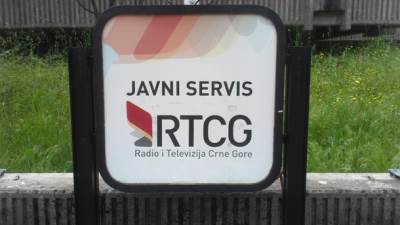 JAVNI SERVIS
RTCG
Radio i Televizija Crne Gore